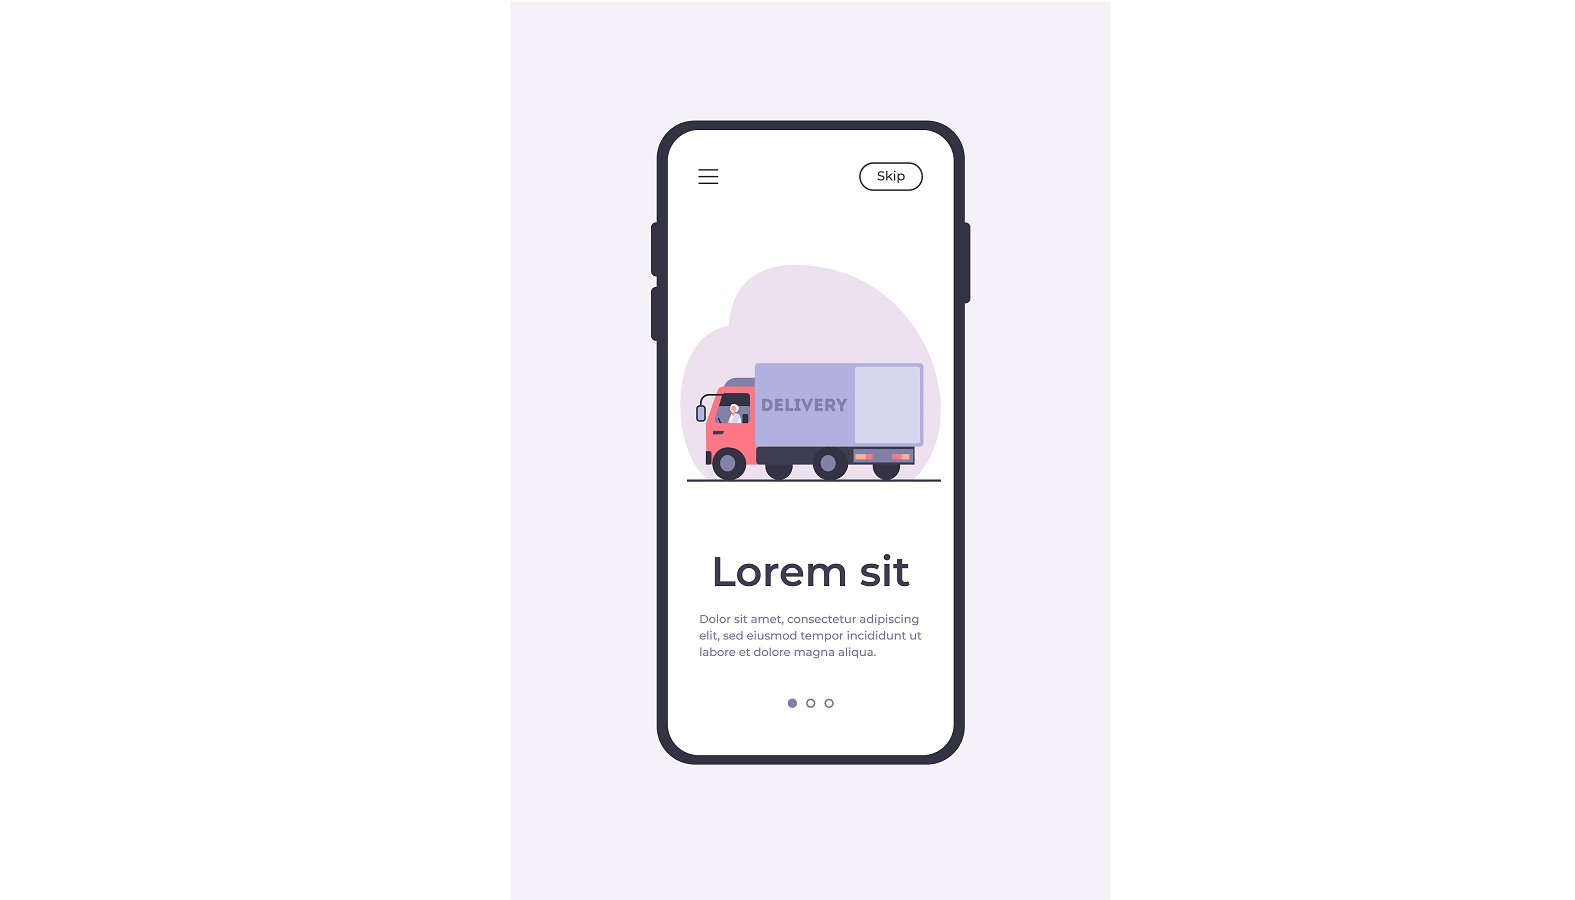 Skip
DELIVERY
Lorem sit
Dolor sit amet, consectetur adipiscing
elit, sed eiusmod tempor incididunt ut
labore et dolore magna aliqua.